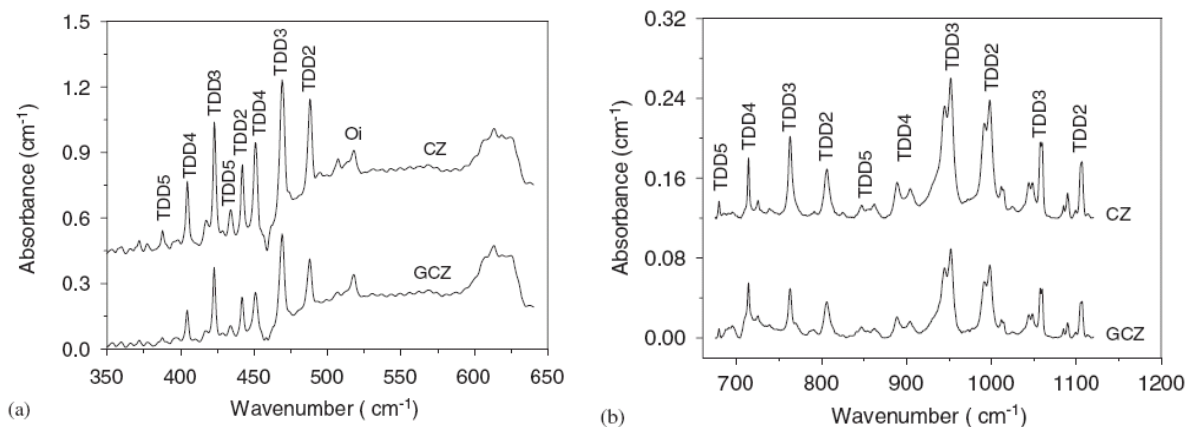 1.5
1.2
0.9
0.6
0.3
0.0
Absorbance (cm-1)
TDD5
TDD4
TDD3
TDD5
TDD2
TDD4
TDD3
TDD2
Oi
CZ
GCZ
350 400 450 500 550 600 650
Wavenumber ( cm-1)
(a)
0.32
0.24
0.16
0.08
0.00
Absorbance (cm-1)
TDD5
TDD4
TDD3
TDD2
TDD5
TDD4
TDD3
TDD2
TDD3
TDD2
CZ
GCZ
700 800 900 1000 1100 1200
Wavenumber ( cm-1)
(b)